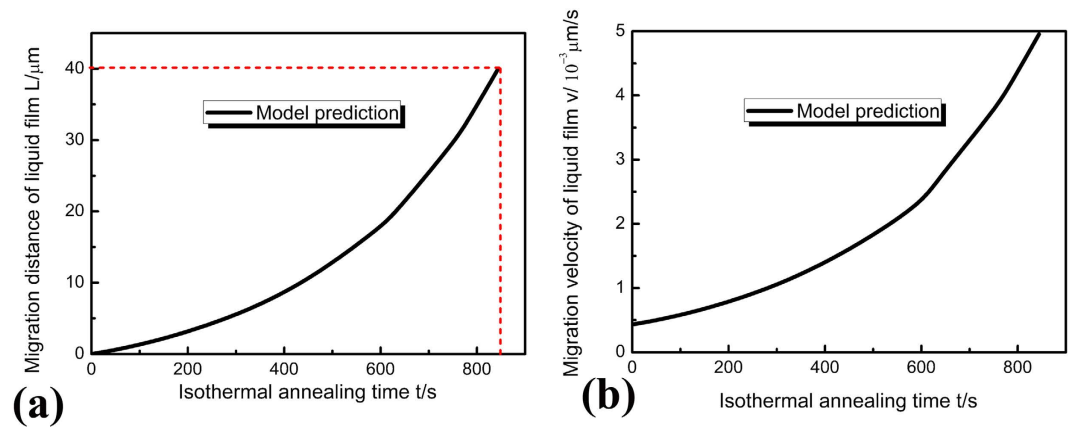 Migration distance of liquid film L/μm
40
30
20
10
0
Model prediction
0 200 400 600 800
Isothermal annealing time t/s
(a)
Migration velocity of liquid film v/10⁻³μm/s
5
4
3
2
1
0
Model prediction
0 200 400 600 800
Isothermal annealing time t/s
(b)